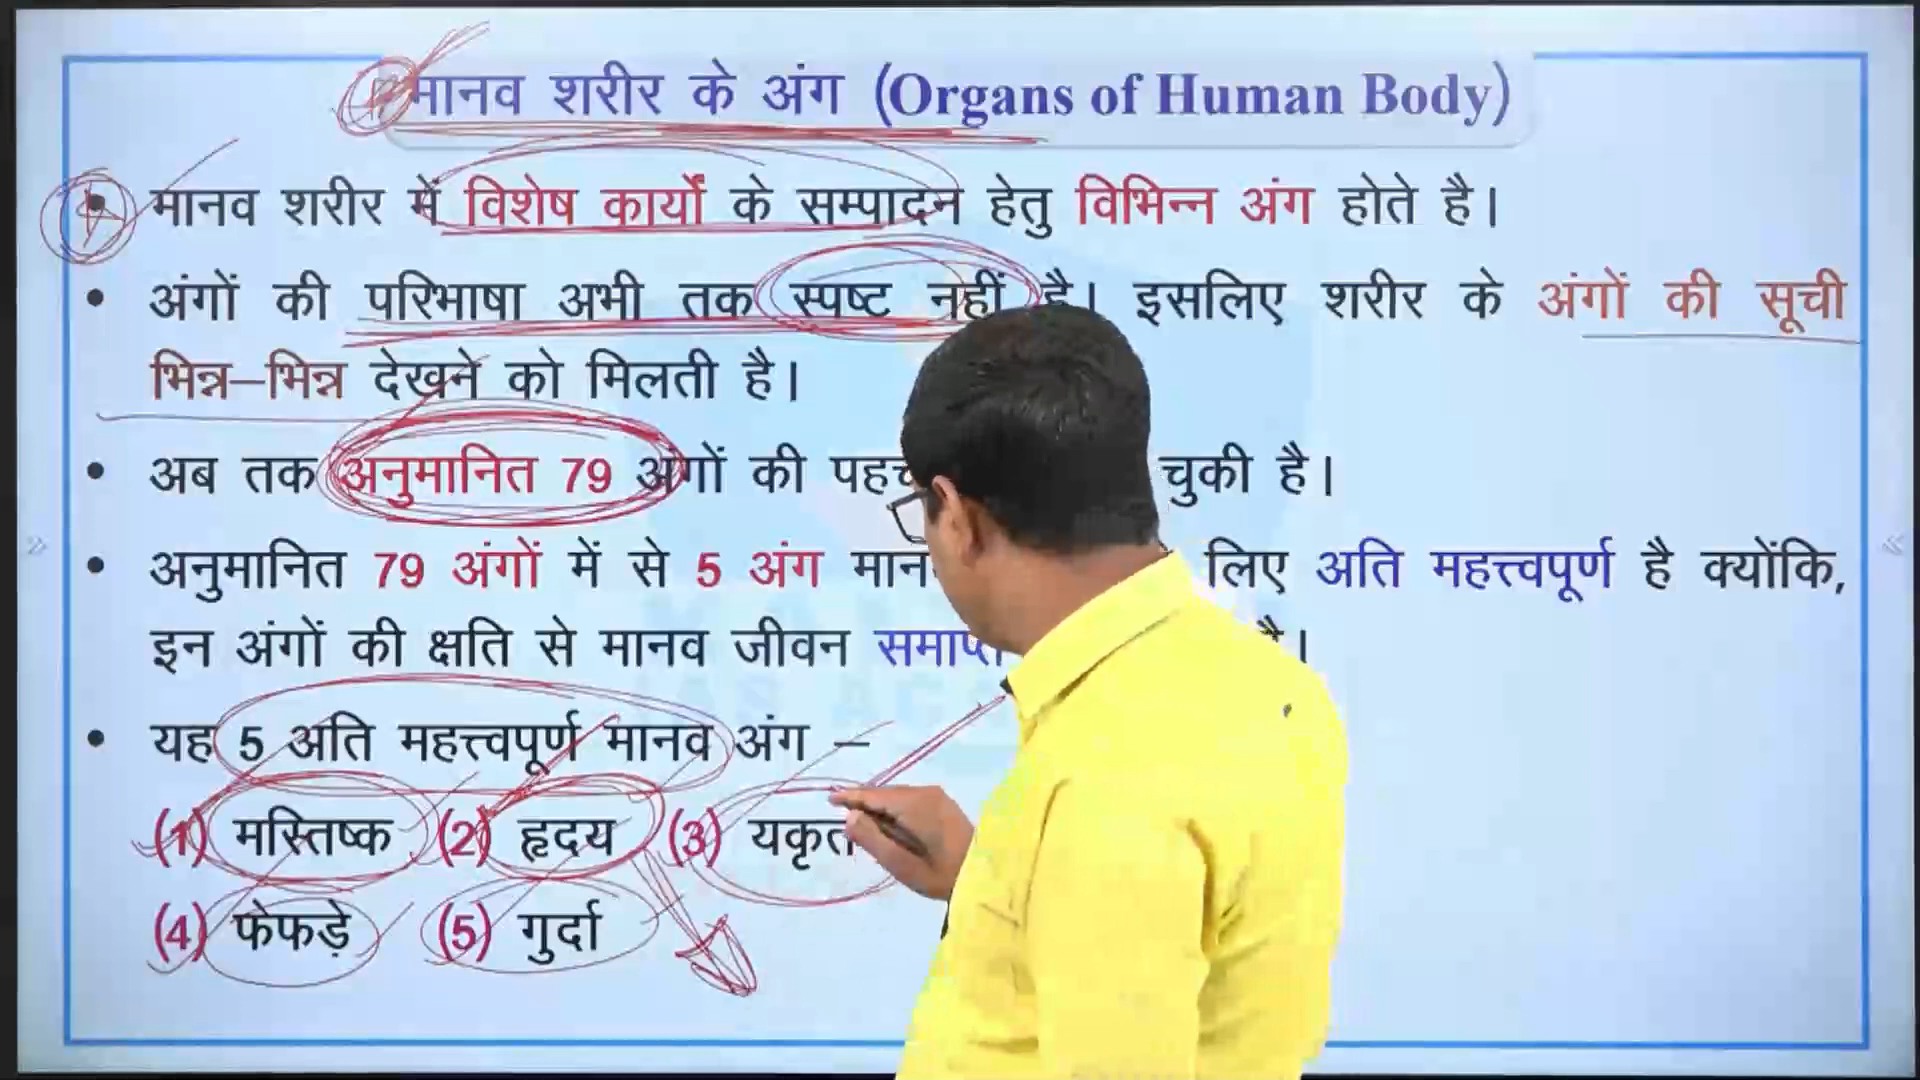 मानव शरीर के अंग (Organs of Human Body)
• मानव शरीर में विशेष कार्यों के सम्पादन हेतु विभिन्न अंग होते है।
• अंगों की परिभाषा अभी तक स्पष्ट नहीं है। इसलिए शरीर के अंगों की सूची
भिन्न–भिन्न देखने को मिलती है।
• अब तक अनुमानित 79 अंगों की चुकी है।
• अनुमानित 79 अंगों में से 5 अंग लिए अति महत्त्वपूर्ण है क्योंकि,
इन अंगों की क्षति से मानव जीवन समाप्त है।
• यह 5 अति महत्त्वपूर्ण मानव अंग –
(1) मस्तिष्क (2) हृदय (3) यकृत
(4) फेफड़े (5) गुर्दा